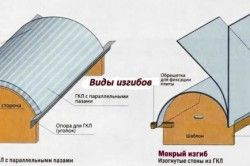 Виды изгибов
сторона
ГКЛ с параллельными
пазами
Опора для ГКЛ
(уголок)
ГКЛ с параллельными пазами
Обрешетка для
фиксации
плиты
Шаблон
Мокрый изгиб
Изогнутые стены из ГКЛ